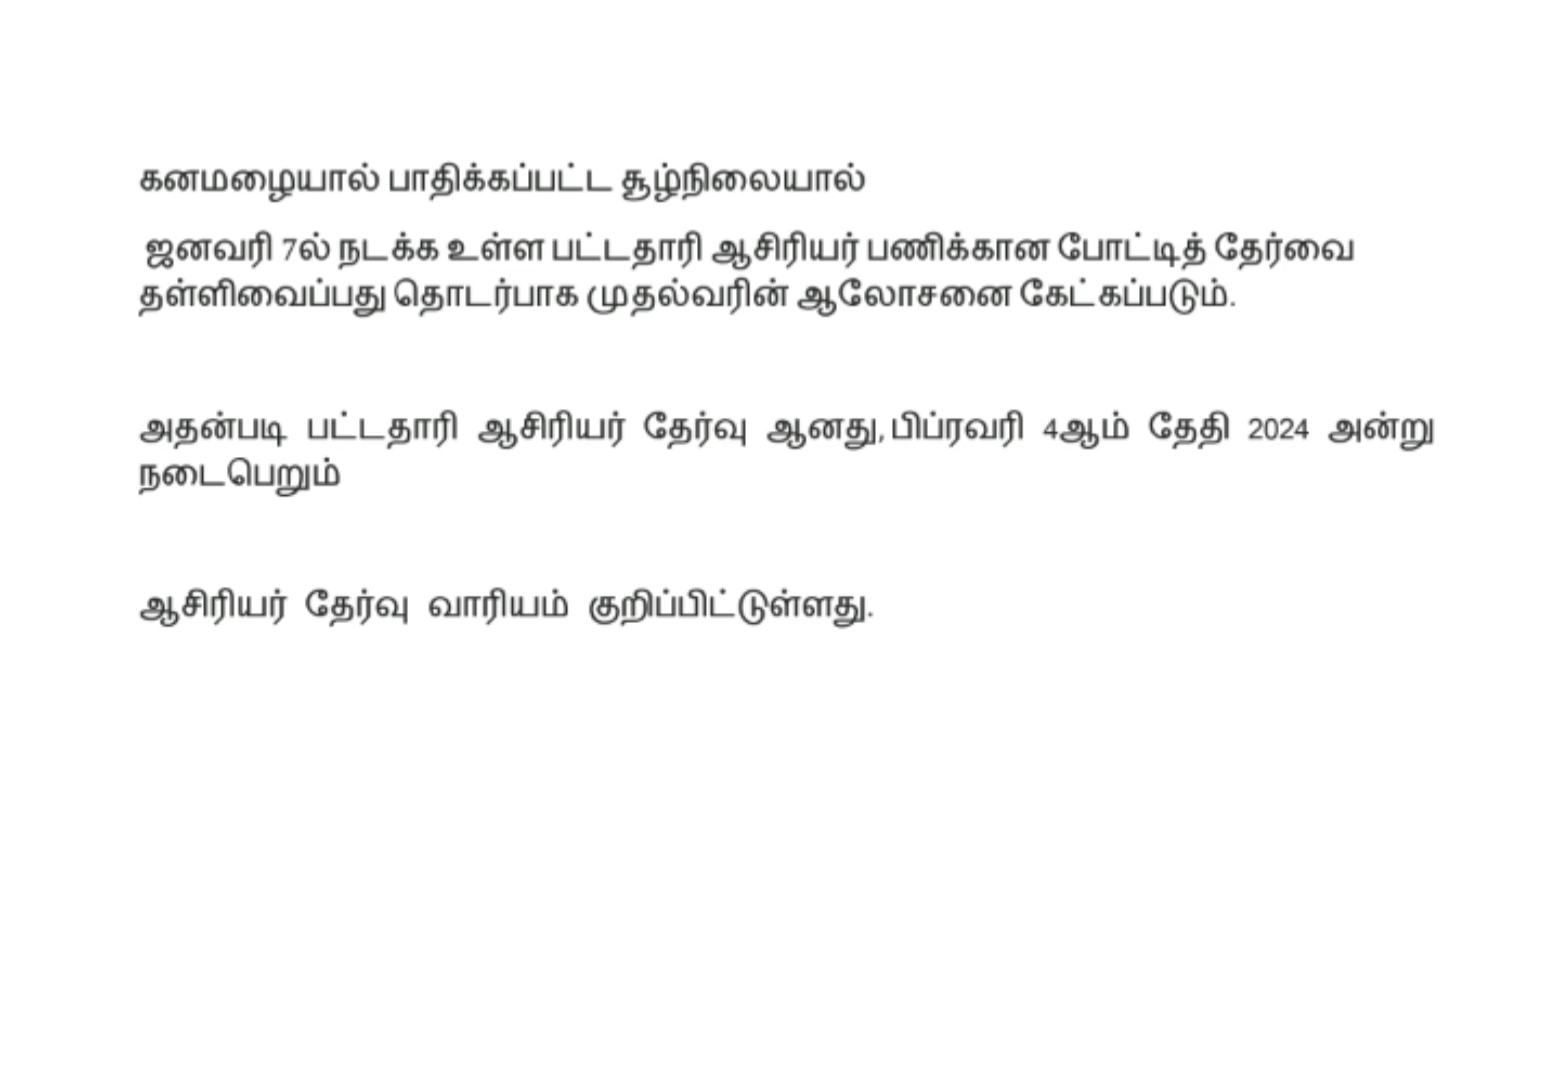 கனமழையால் பாதிக்கப்பட்ட சூழ்நிலையால்
ஜனவரி 7ல் நடக்க உள்ள பட்டதாரி ஆசிரியர் பணிக்கான போட்டித் தேர்வை
தள்ளிவைப்பது தொடர்பாக முதல்வரின் ஆலோசனை கேட்கப்படும்.
அதன்படி பட்டதாரி ஆசிரியர் தேர்வு ஆனது, பிப்ரவரி 4ஆம் தேதி 2024 அன்று
நடைபெறும்
ஆசிரியர் தேர்வு வாரியம் குறிப்பிட்டுள்ளது.